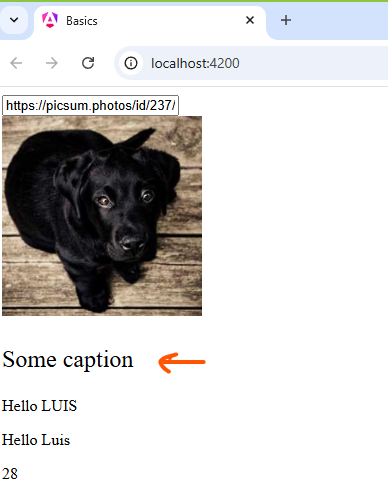 Basics
localhost:4200
https://picsum.photos/id/237/
Some caption
Hello LUIS
Hello Luis
28